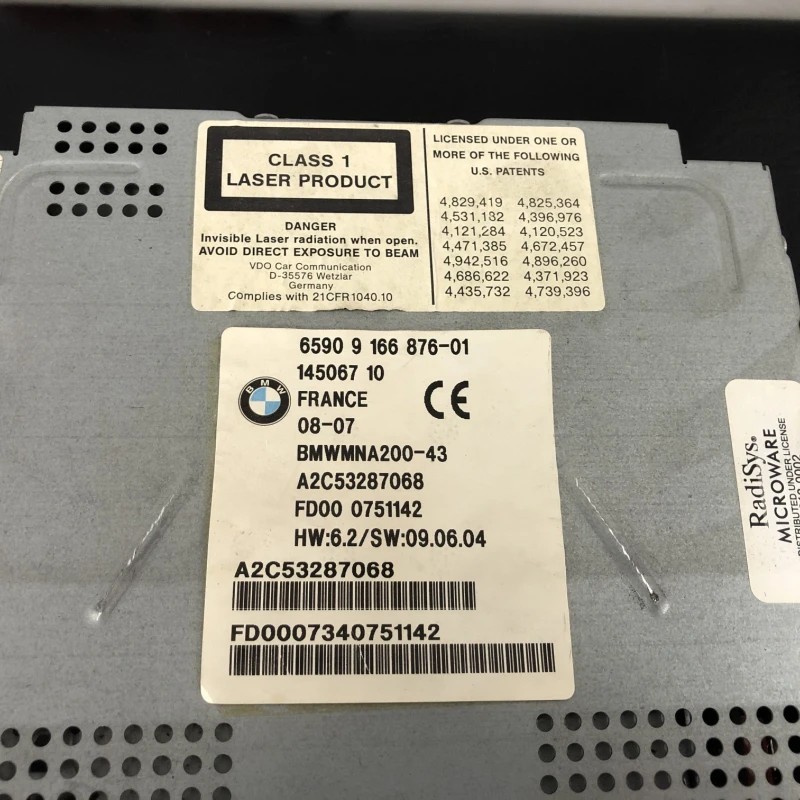 CLASS 1
LASER PRODUCT
DANGER
Invisible Laser radiation when open.
AVOID DIRECT EXPOSURE TO BEAM
VDO Car Communication
D-35576 Wetzlar
Germany
Complies with 21CFR1040.10
LICENSED UNDER ONE OR
MORE OF THE FOLLOWING
U.S. PATENTS
4,829,419 4,825,364
4,531,132 4,396,976
4,121,284 4,120,523
4,471,385 4,672,457
4,942,516 4,896,260
4,686,622 4,371,923
4,435,732 4,739,396
6590 9 166 876-01
145067 10
BMW
FRANCE
CE
08-07
BMWMNA200-43
A2C53287068
FD00 0751142
HW:6.2/SW:09.06.04
A2C53287068
FD0007340751142
RadiSys®
MICROWARE
DISTRIBUTED UNDER LICENSE